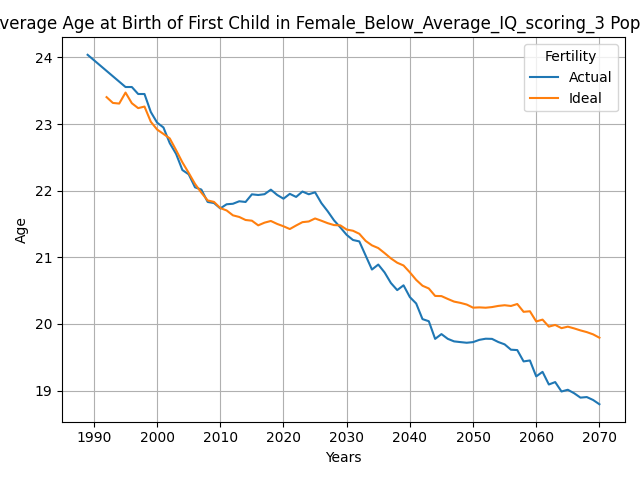 verage Age at Birth of First Child in Female_Below_Average_IQ_scoring_3 Pop
Fertility
Actual
Ideal
24
23
22
21
20
19
Age
1990 2000 2010 2020 2030 2040 2050 2060 2070
Years